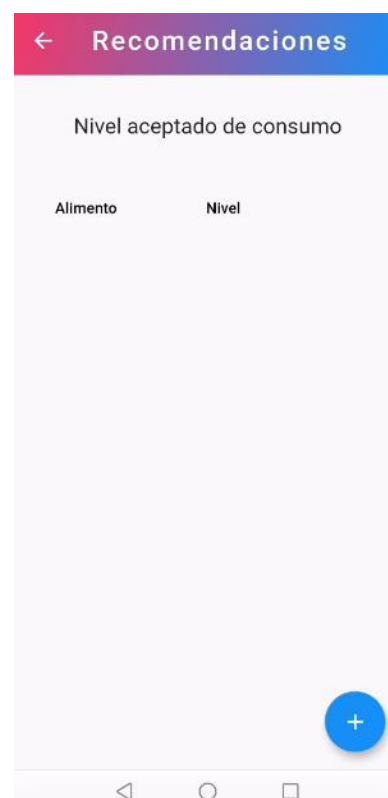 Recomendaciones
Nivel aceptado de consumo
Alimento Nivel
+